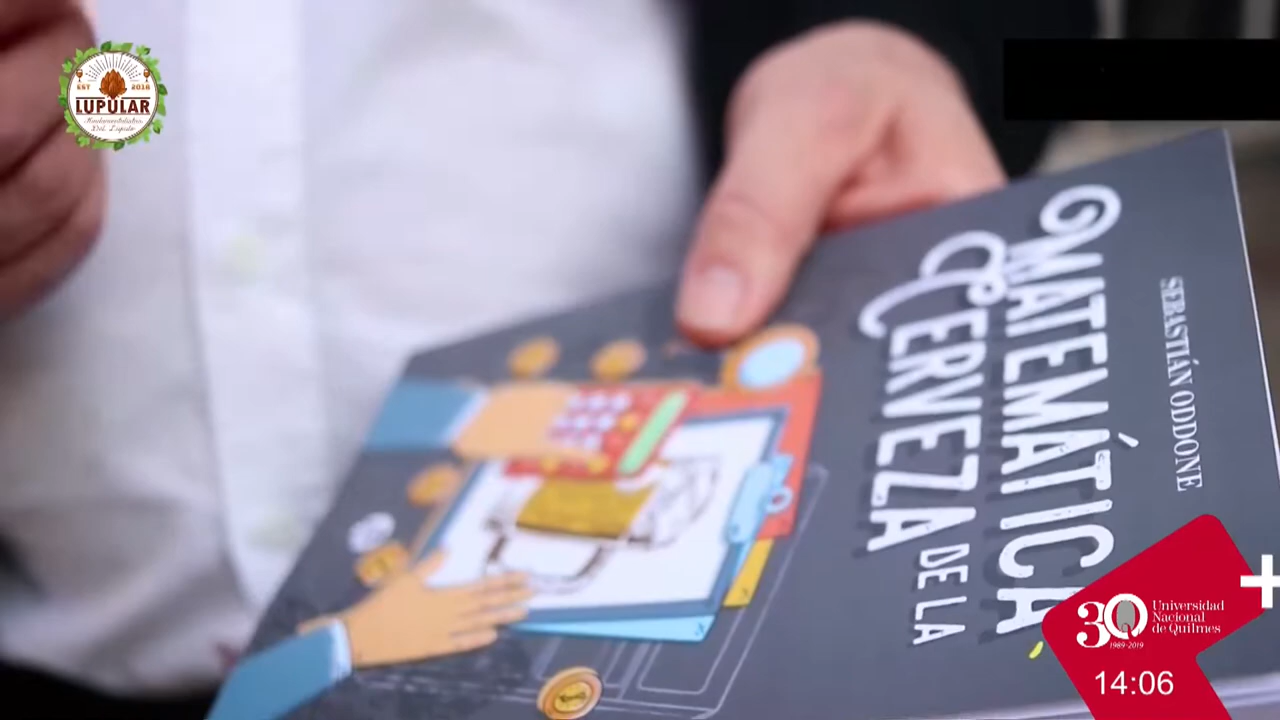 EST 2016
LUPULAR
SEBASTIÁN ODDONE
MATEMÁTICA
DE LA
CERVEZA
30
Universidad
Nacional
de Quilmes
1989-2019
14:06